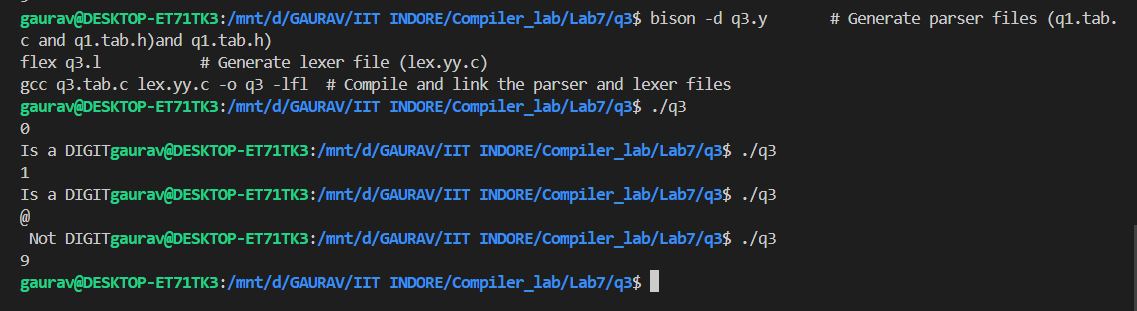 gaurav@DESKTOP-ET71TK3:/mnt/d/GAURAV/IIT INDORE/Compiler_lab/Lab7/q3$ bison -d q3.y      # Generate parser files (q1.tab.
c and q1.tab.h)and q1.tab.h)
flex q3.l          # Generate lexer file (lex.yy.c)
gcc q3.tab.c lex.yy.c -o q3 -lfl  # Compile and link the parser and lexer files
gaurav@DESKTOP-ET71TK3:/mnt/d/GAURAV/IIT INDORE/Compiler_lab/Lab7/q3$ ./q3
0
Is a DIGITgaurav@DESKTOP-ET71TK3:/mnt/d/GAURAV/IIT INDORE/Compiler_lab/Lab7/q3$ ./q3
1
Is a DIGITgaurav@DESKTOP-ET71TK3:/mnt/d/GAURAV/IIT INDORE/Compiler_lab/Lab7/q3$ ./q3
@
 Not DIGITgaurav@DESKTOP-ET71TK3:/mnt/d/GAURAV/IIT INDORE/Compiler_lab/Lab7/q3$ ./q3
9
gaurav@DESKTOP-ET71TK3:/mnt/d/GAURAV/IIT INDORE/Compiler_lab/Lab7/q3$